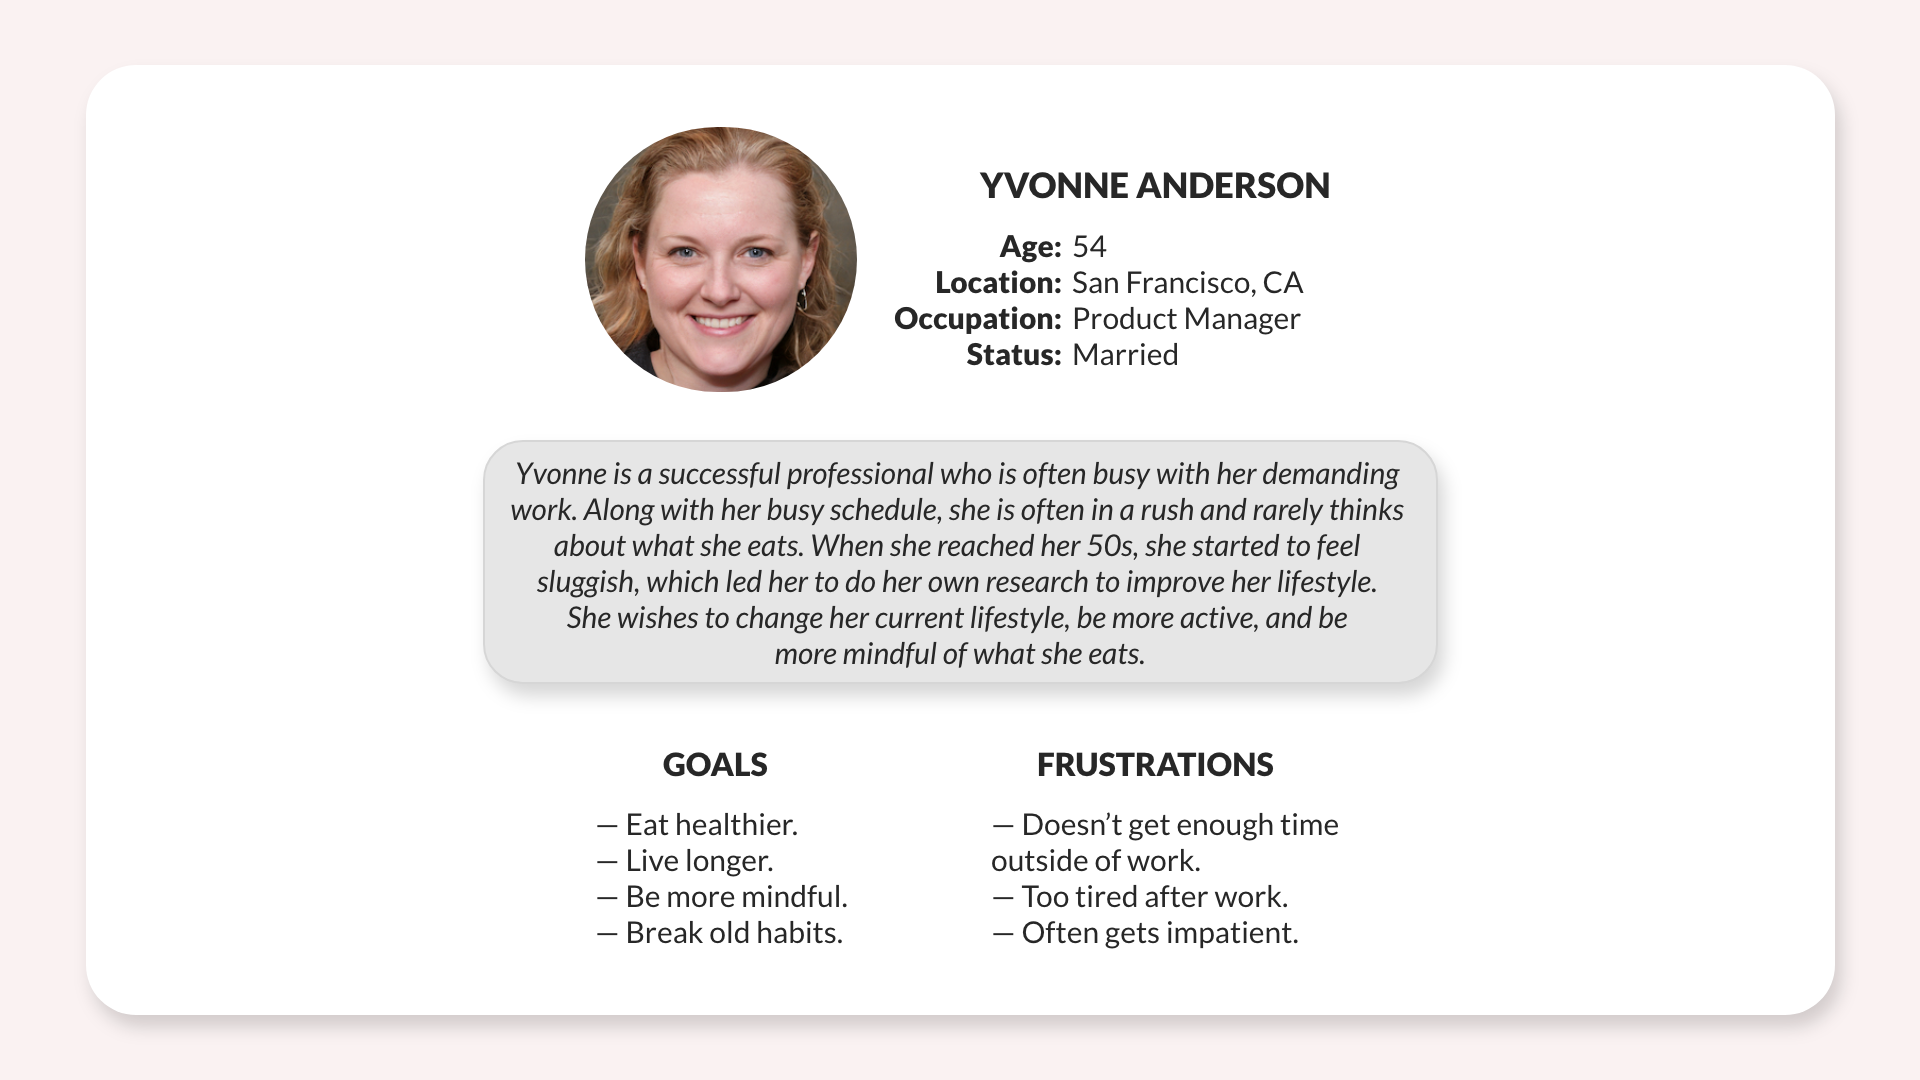 YVONNE ANDERSON
Age: 54
Location: San Francisco, CA
Occupation: Product Manager
Status: Married
Yvonne is a successful professional who is often busy with her demanding
work. Along with her busy schedule, she is often in a rush and rarely thinks
about what she eats. When she reached her 50s, she started to feel
sluggish, which led her to do her own research to improve her lifestyle.
She wishes to change her current lifestyle, be more active, and be
more mindful of what she eats.
GOALS
— Eat healthier.
— Live longer.
— Be more mindful.
— Break old habits.
FRUSTRATIONS
— Doesn’t get enough time
outside of work.
— Too tired after work.
— Often gets impatient.